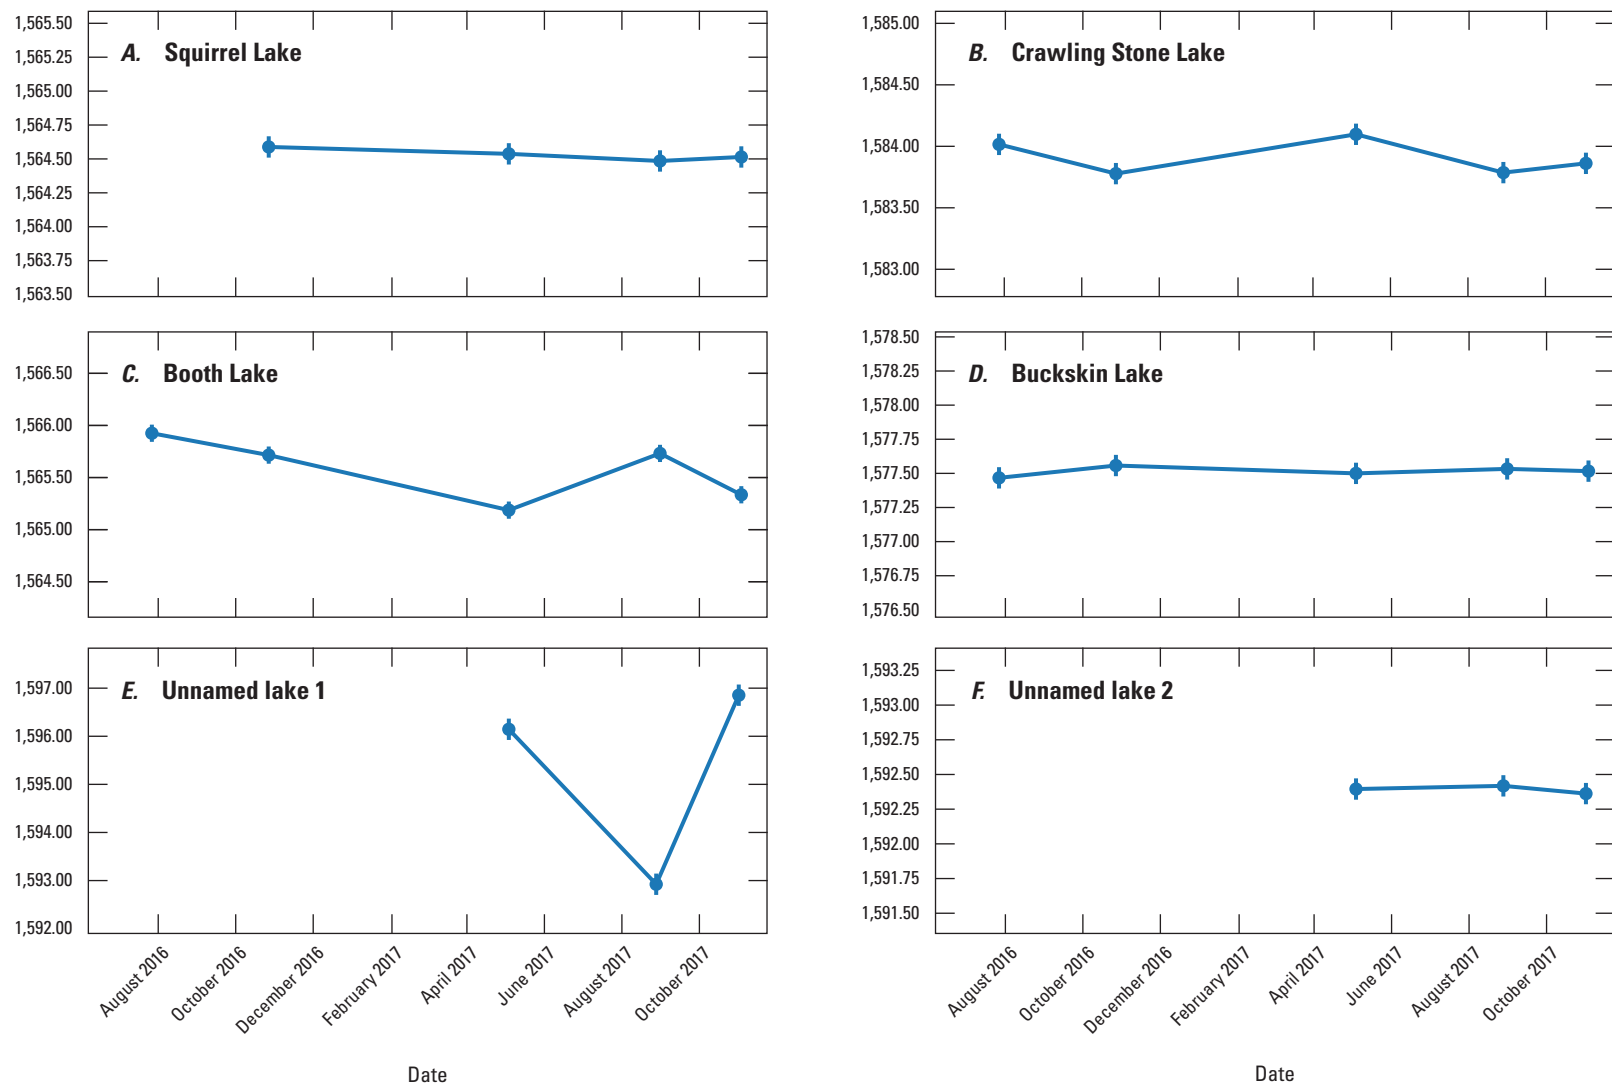 A. Squirrel Lake
1,565.50
1,565.25
1,565.00
1,564.75
1,564.50
1,564.25
1,564.00
1,563.75
1,563.50
B. Crawling Stone Lake
1,585.00
1,584.50
1,584.00
1,583.50
1,583.00
C. Booth Lake
1,566.50
1,566.00
1,565.50
1,565.00
1,564.50
D. Buckskin Lake
1,578.50
1,578.25
1,578.00
1,577.75
1,577.50
1,577.25
1,577.00
1,576.75
1,576.50
E. Unnamed lake 1
1,597.00
1,596.00
1,595.00
1,594.00
1,593.00
1,592.00
August 2016
October 2016
December 2016
February 2017
April 2017
June 2017
August 2017
October 2017
Date
F. Unnamed lake 2
1,593.25
1,593.00
1,592.75
1,592.50
1,592.25
1,592.00
1,591.75
1,591.50
August 2016
October 2016
December 2016
February 2017
April 2017
June 2017
August 2017
October 2017
Date